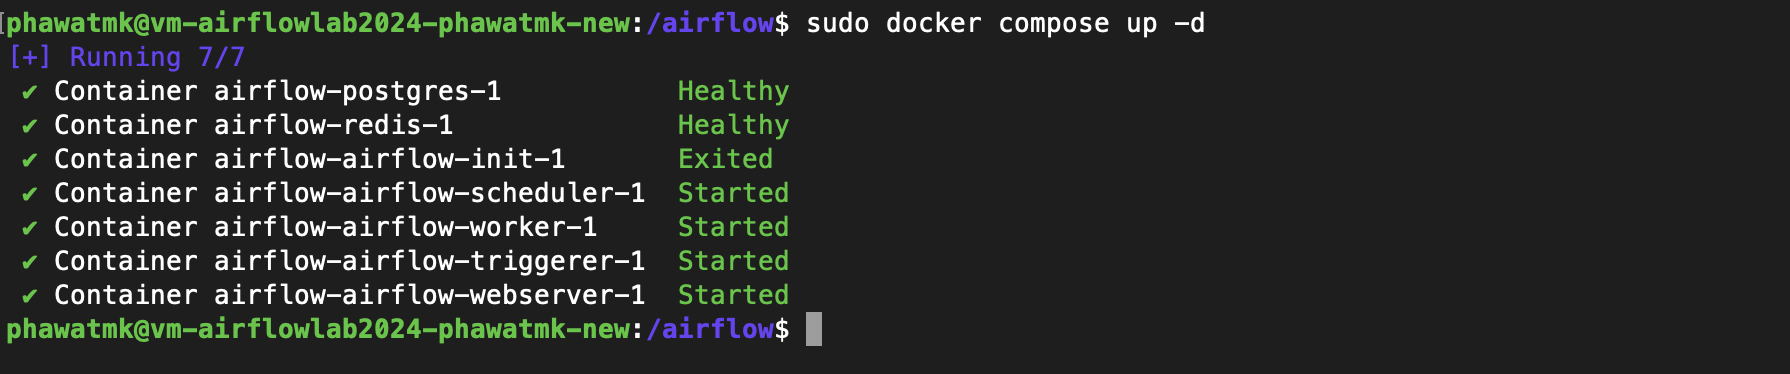 phawatmk@vm-airflowlab2024-phawatmk-new:/airflow$ sudo docker compose up -d
[+] Running 7/7
✔ Container airflow-postgres-1 Healthy
✔ Container airflow-redis-1 Healthy
✔ Container airflow-airflow-init-1 Exited
✔ Container airflow-airflow-scheduler-1 Started
✔ Container airflow-airflow-worker-1 Started
✔ Container airflow-airflow-triggerer-1 Started
✔ Container airflow-airflow-webserver-1 Started
phawatmk@vm-airflowlab2024-phawatmk-new:/airflow$